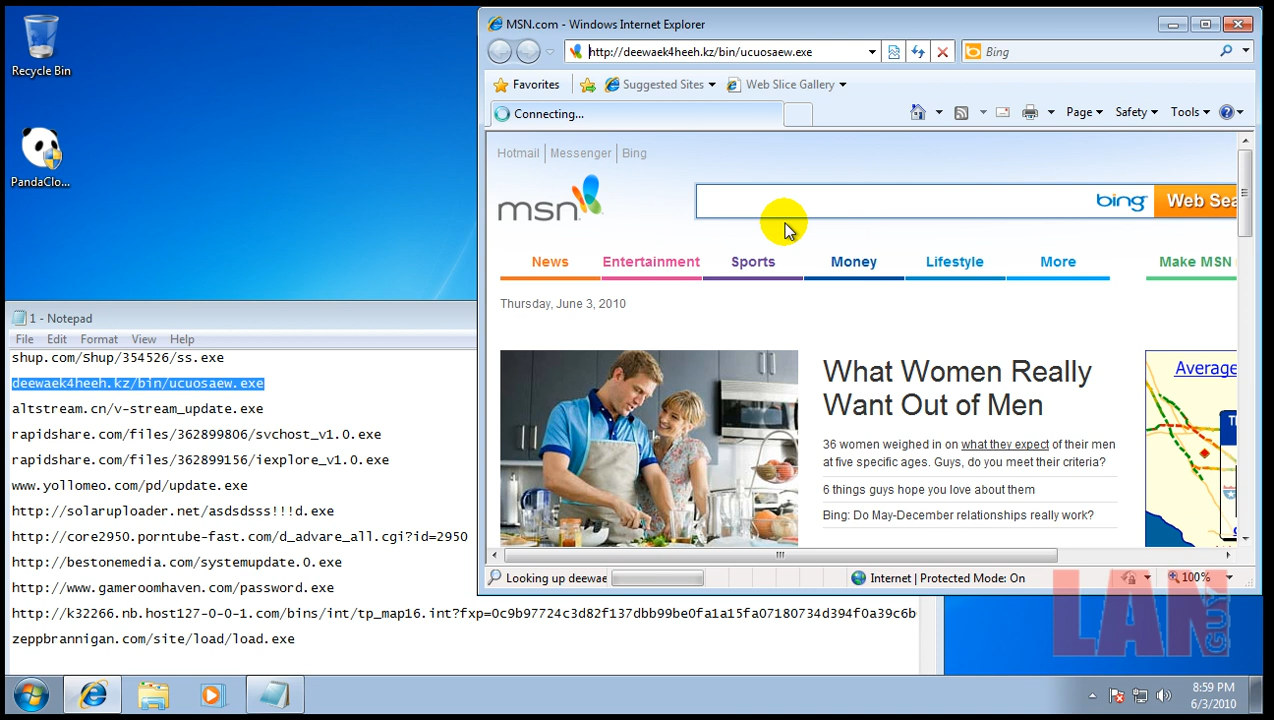 Recycle Bin
PandaClo...
MSN.com - Windows Internet Explorer
http://deewaek4heeh.kz/bin/ucuosaew.exe
Bing
Favorites
Suggested Sites
Web Slice Gallery
Connecting...
Page
Safety
Tools
Hotmail
Messenger
Bing
msn
bing
Web Sea
News
Entertainment
Sports
Money
Lifestyle
More
Make MSN
Thursday, June 3, 2010
What Women Really
Want Out of Men
36 women weighed in on what they expect of their men
at five specific ages. Guys, do you meet their criteria?
6 things guys hope you love about them
Bing: Do May-December relationships really work?
Average
Looking up deewae
Internet | Protected Mode: On
100%
1 - Notepad
File Edit Format View Help
shup.com/Shup/354526/ss.exe
deewaek4heeh.kz/bin/ucuosaew.exe
altstream.cn/v-stream_update.exe
rapidshare.com/files/362899806/svchost_v1.0.exe
rapidshare.com/files/362899156/iexplore_v1.0.exe
www.yollomeo.com/pd/update.exe
http://solaruploader.net/asdsdsss!!!d.exe
http://core2950.porntube-fast.com/d_advare_all.cgi?id=2950
http://bestonemedia.com/systemupdate.0.exe
http://www.gameroomhaven.com/password.exe
http://k32266.nb.host127-0-0-1.com/bins/int/tp_map16.int?fxp=0c9b97724c3d82f137dbb99be0fa1a15fa07180734d394f0a39c6b
zeppbrannigan.com/site/load/load.exe
LAN
GUY
8:59 PM
6/3/2010